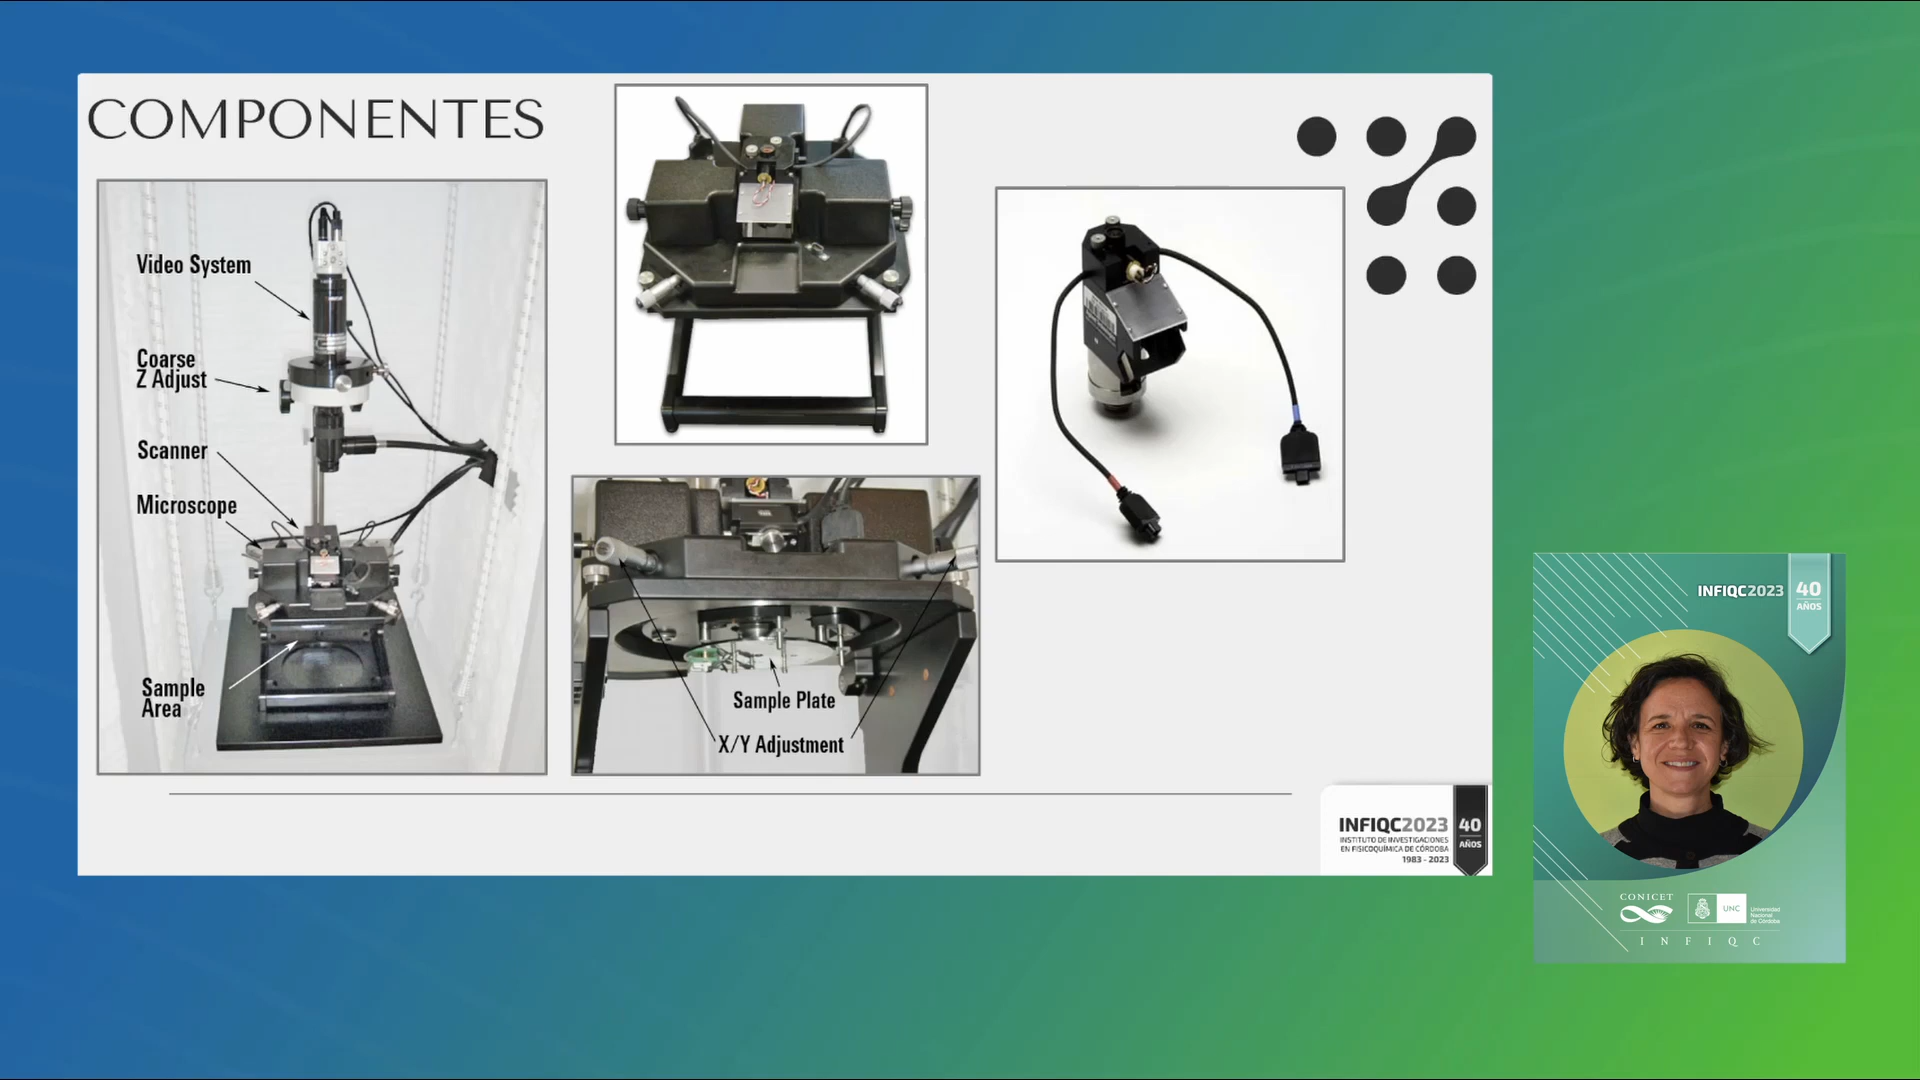 COMPONENTES
Video System
Coarse
Z Adjust
Scanner
Microscope
Sample
Area
Sample Plate
X/Y Adjustment
INFIQC2023
INSTITUTO DE INVESTIGACIONES
EN FISICOQUÍMICA DE CÓRDOBA
1983 - 2023
40
AÑOS
INFIQC2023
40
AÑOS
CONICET
UNC
Universidad
Nacional
de Córdoba
I N F I Q C